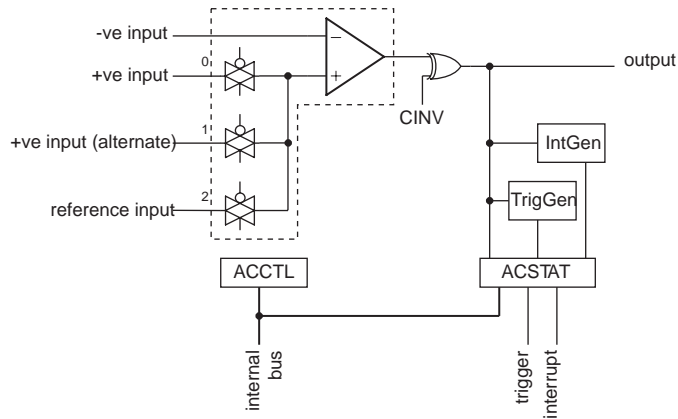 -ve input
−
0
+ve input
+
output
CINV
1
+ve input (alternate)
IntGen
2
reference input
TrigGen
ACCTL
ACSTAT
internal
bus
trigger
interrupt